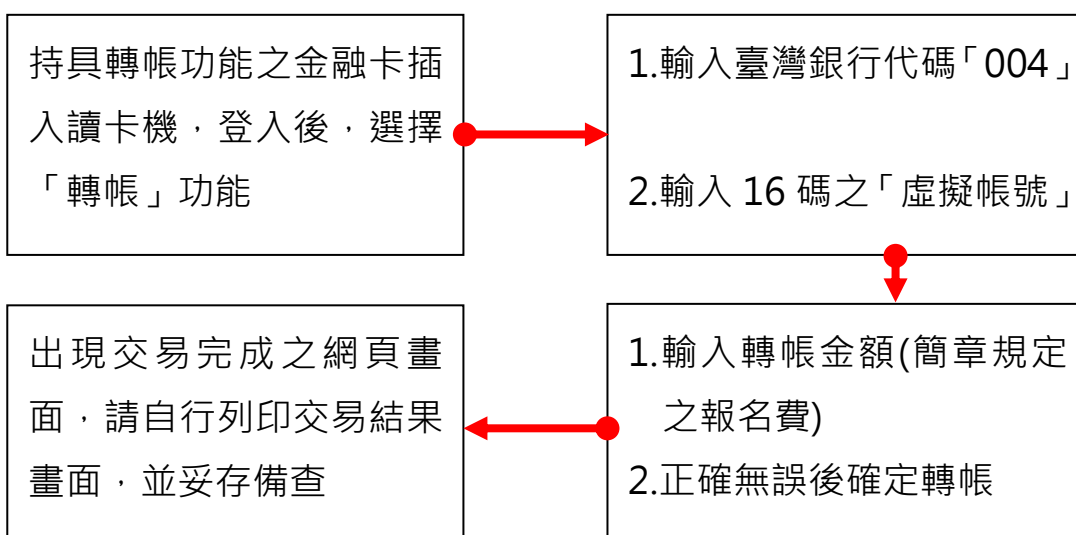 持具轉帳功能之金融卡插
入讀卡機，登入後，選擇
「轉帳」功能
1.輸入臺灣銀行代碼「004」
2.輸入 16 碼之「虛擬帳號」
1.輸入轉帳金額(簡章規定
之報名費)
2.正確無誤後確定轉帳
出現交易完成之網頁畫
面，請自行列印交易結果
畫面，並妥存備查